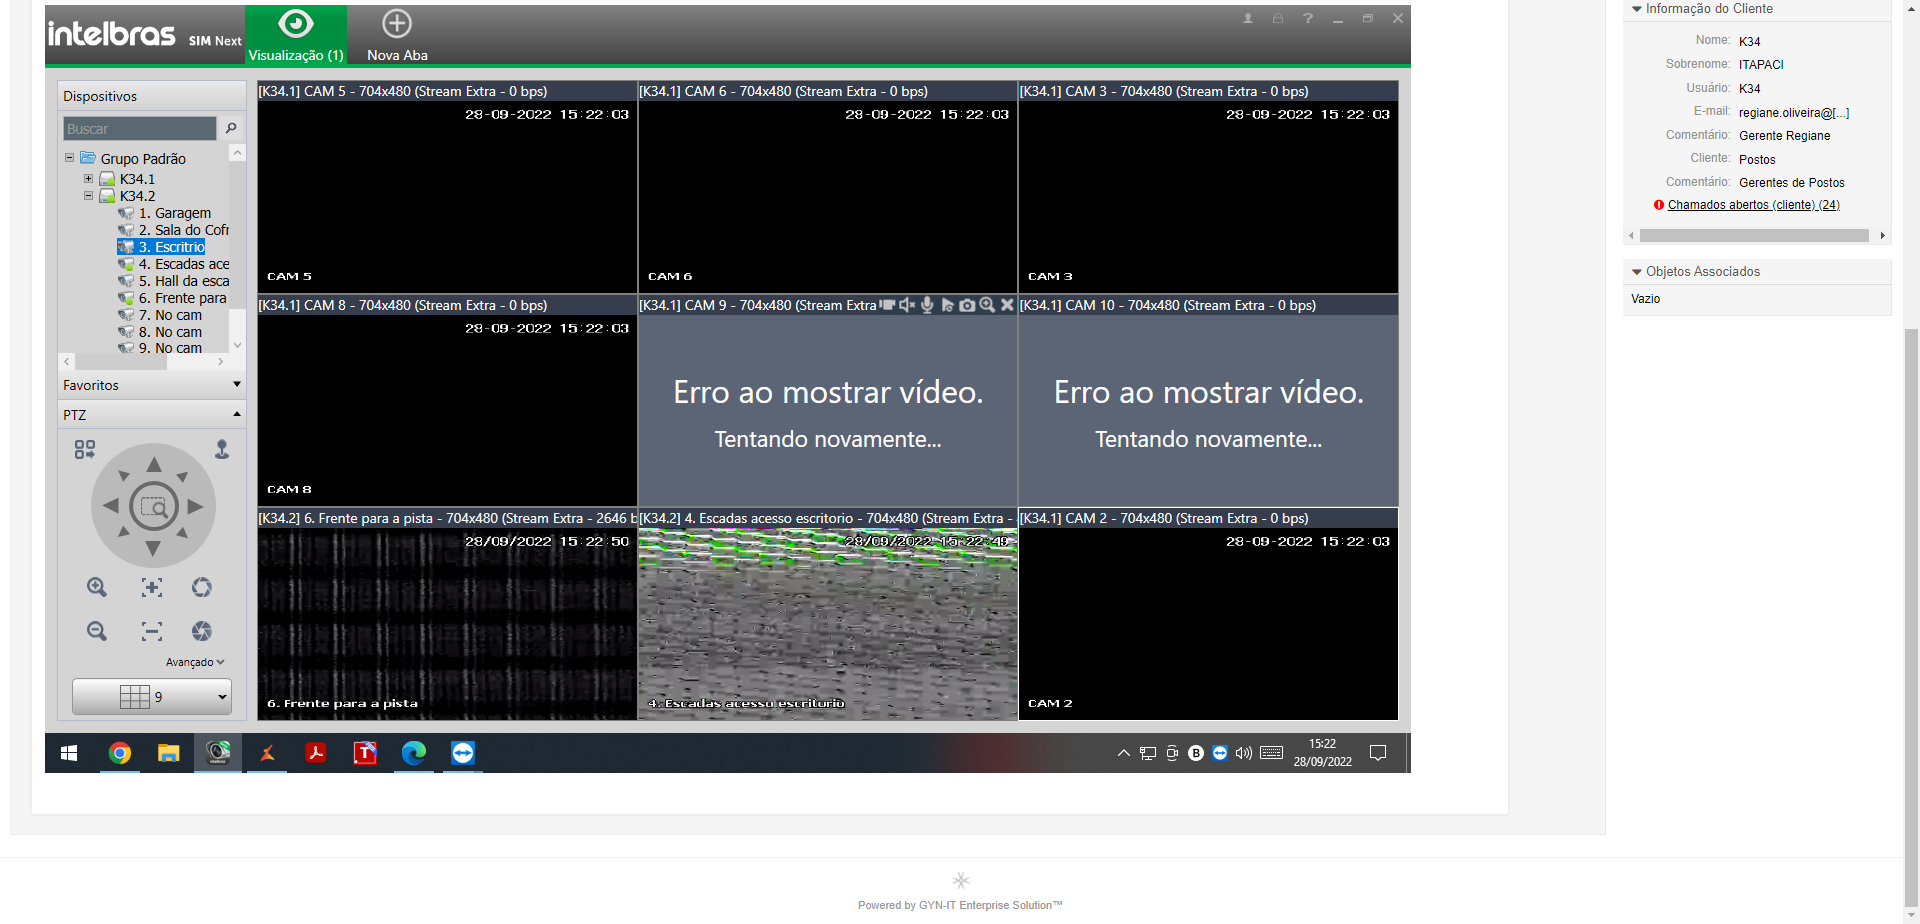 intelbras SIM Next
Visualização (1)
Nova Aba
Dispositivos
Buscar
Grupo Padrão
K34.1
K34.2
1. Garagem
2. Sala do Cofr
3. Escritrio
4. Escadas ace
5. Hall da esca
6. Frente para
7. No cam
8. No cam
9. No cam
Favoritos
PTZ
Avançado
9
[K34.1] CAM 5 - 704x480 (Stream Extra - 0 bps)
28-09-2022 15:22:03
CAM 5
[K34.1] CAM 6 - 704x480 (Stream Extra - 0 bps)
28-09-2022 15:22:03
CAM 6
[K34.1] CAM 3 - 704x480 (Stream Extra - 0 bps)
28-09-2022 15:22:03
CAM 3
[K34.1] CAM 8 - 704x480 (Stream Extra - 0 bps)
28-09-2022 15:22:03
CAM 8
[K34.1] CAM 9 - 704x480 (Stream Extra
Erro ao mostrar vídeo.
Tentando novamente...
[K34.1] CAM 10 - 704x480 (Stream Extra - 0 bps)
Erro ao mostrar vídeo.
Tentando novamente...
[K34.2] 6. Frente para a pista - 704x480 (Stream Extra - 2646 b
28/09/2022 15:22:50
6. Frente para a pista
[K34.2] 4. Escadas acesso escritorio - 704x480 (Stream Extra -
28/09/2022 15:22:49
4. Escadas acesso escritorio
[K34.1] CAM 2 - 704x480 (Stream Extra - 0 bps)
28-09-2022 15:22:03
CAM 2
15:22
28/09/2022
Informação do Cliente
Nome: K34
Sobrenome: ITAPACI
Usuário: K34
E-mail: regiane.oliveira@[...]
Comentário: Gerente Regiane
Cliente: Postos
Comentário: Gerentes de Postos
Chamados abertos (cliente) (24)
Objetos Associados
Vazio
Powered by GYN-IT Enterprise Solution™